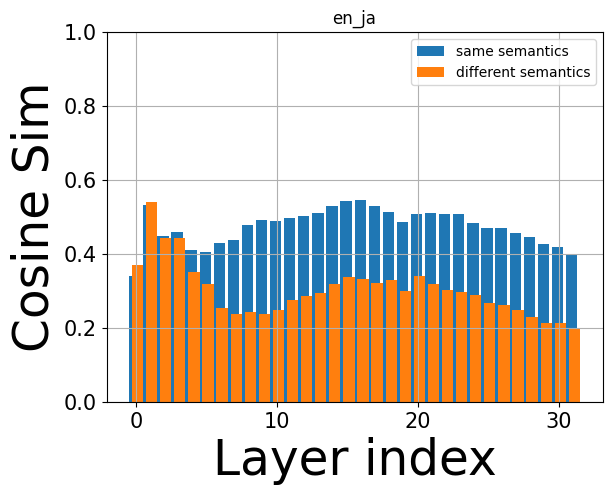 en_ja
same semantics
different semantics
Cosine Sim
1.0
0.8
0.6
0.4
0.2
0.0
0 10 20 30
Layer index